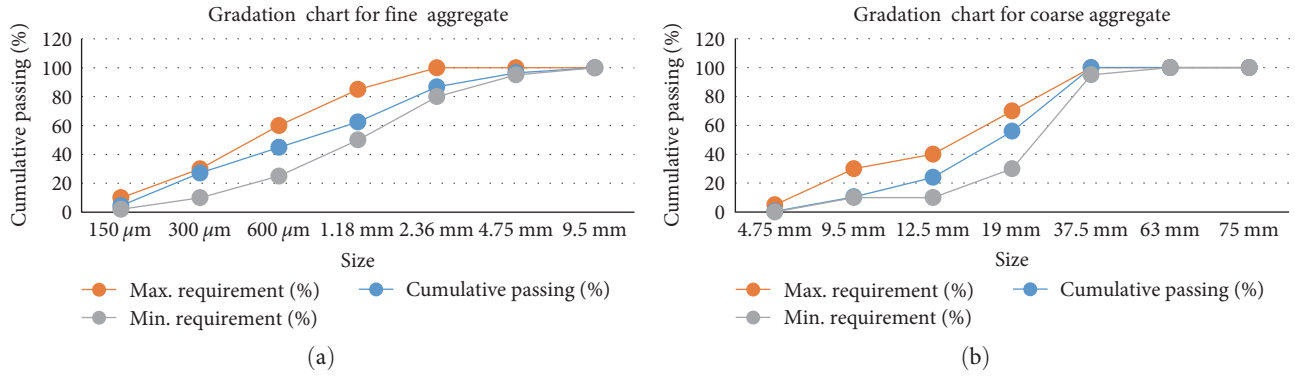 Gradation chart for fine aggregate
Cumulative passing (%)
120
100
80
60
40
20
0
150 µm 300 µm 600 µm 1.18 mm 2.36 mm 4.75 mm 9.5 mm
Size
Max. requirement (%) Cumulative passing (%)
Min. requirement (%)
(a)
Gradation chart for coarse aggregate
Cumulative passing (%)
120
100
80
60
40
20
0
4.75 mm 9.5 mm 12.5 mm 19 mm 37.5 mm 63 mm 75 mm
Size
Max. requirement (%) Cumulative passing (%)
Min. requirement (%)
(b)